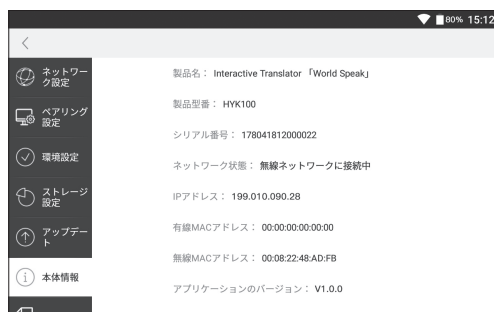 80% 15:12
ネットワー
ク設定
ペアリング
設定
環境設定
ストレージ
設定
アップデー
ト
本体情報
製品名： Interactive Translator 「World Speak」
製品型番： HYK100
シリアル番号： 178041812000022
ネットワーク状態： 無線ネットワークに接続中
IPアドレス： 199.010.090.28
有線MACアドレス： 00:00:00:00:00:00
無線MACアドレス： 00:08:22:48:AD:FB
アプリケーションのバージョン： V1.0.0